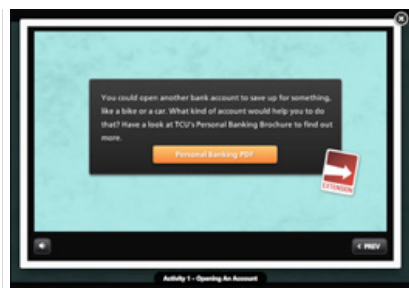 You could open another bank account to save up for something,
like a bike or a car. What kind of account would help you to do
that? Have a look at TCU's Personal Banking Brochure to find out
more.
Personal Banking PDF
EXTENSION
< PREV
Activity 1 - Opening An Account